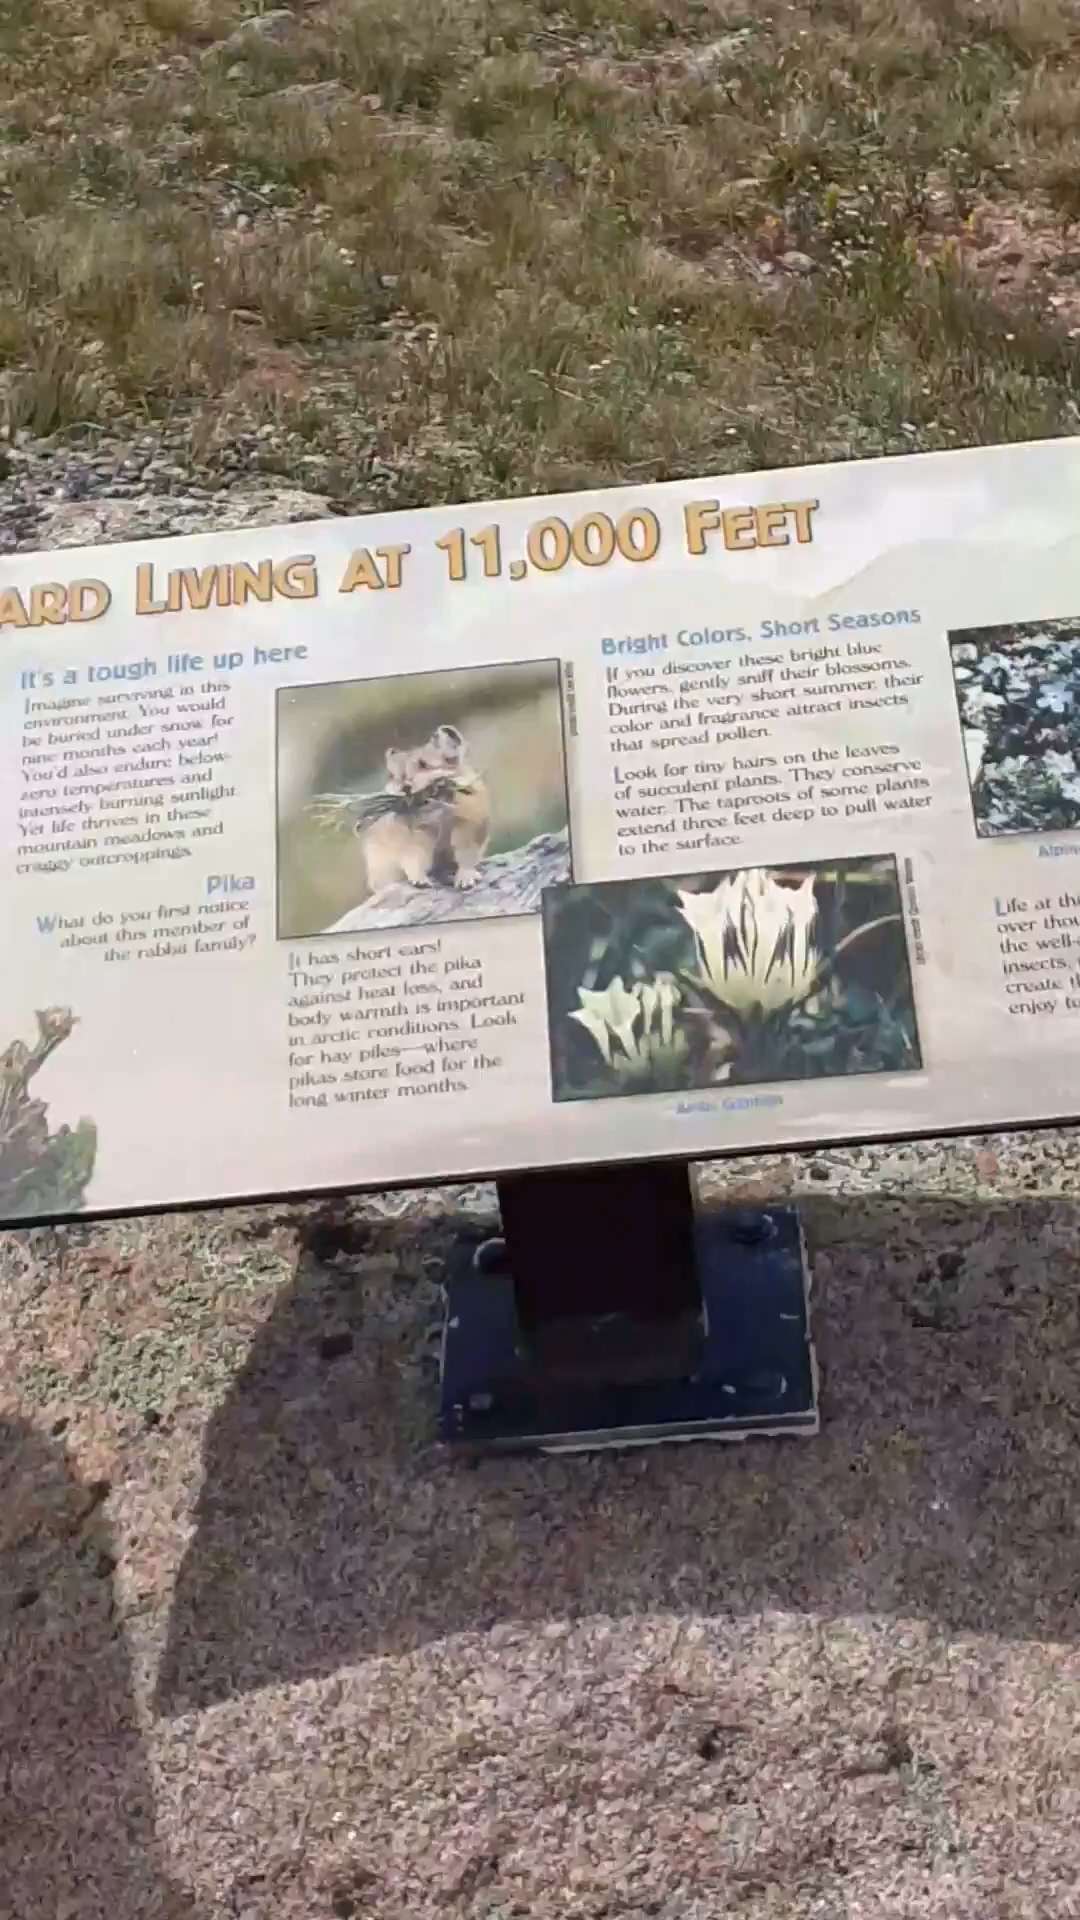 ARD LIVING AT 11,000 FEET
It's a tough life up here
Imagine surviving in this
environment. You would
be buried under snow for
nine months each year!
You'd also endure below-
zero temperatures and
intensely burning sunlight.
Yet life thrives in these
mountain meadows and
craggy outcroppings.
Pika
What do you first notice
about this member of
the rabbit family?
It has short ears!
They protect the pika
against heat loss, and
body warmth is important
in arctic conditions. Look
for hay piles—where
pikas store food for the
long winter months.
Bright Colors, Short Seasons
If you discover these bright blue
flowers, gently sniff their blossoms.
During the very short summer, their
color and fragrance attract insects
that spread pollen.
Look for tiny hairs on the leaves
of succulent plants. They conserve
water. The taproots of some plants
extend three feet deep to pull water
to the surface.
Arctic Gentian
Alpin
Life at th
over thou
the well-
insects,
create t
enjoy to